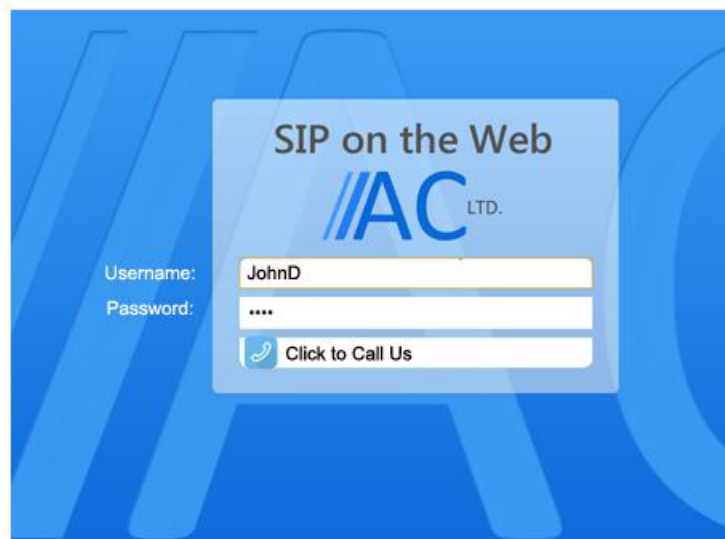 SIP on the Web
AC LTD.
Username: JohnD
Password: ••••
Click to Call Us